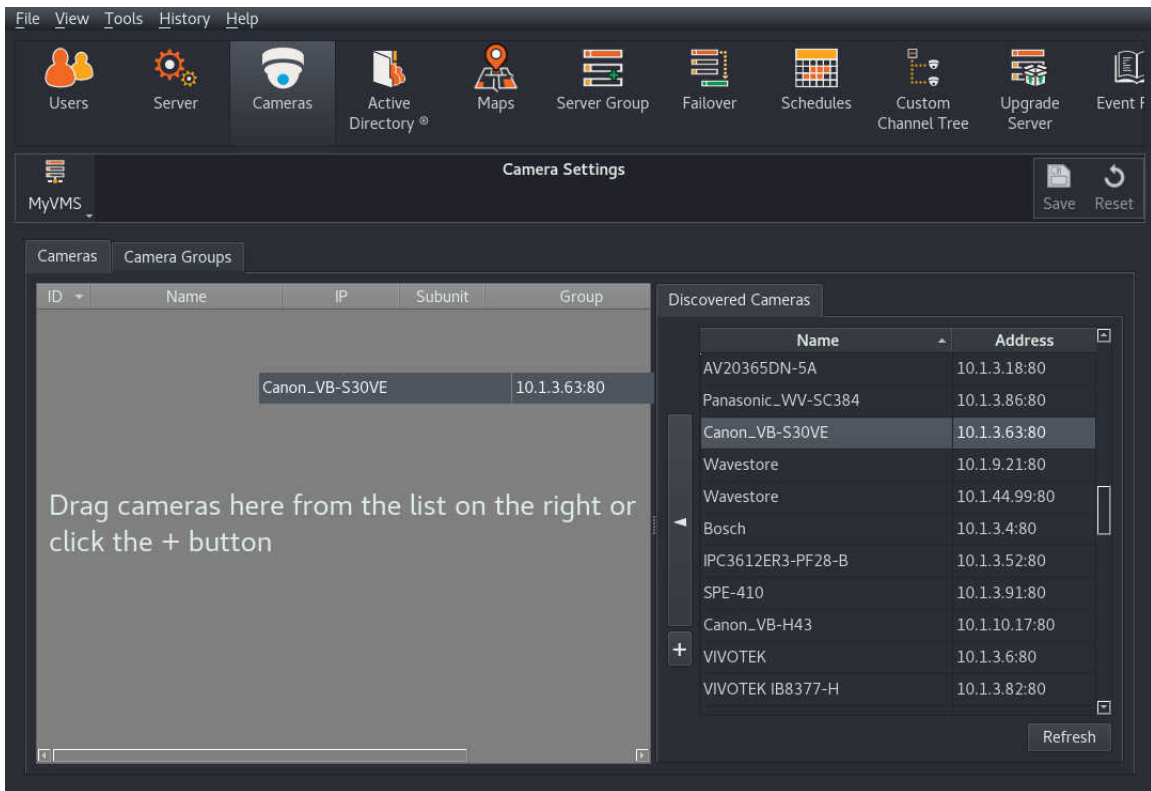 File View Tools History Help
Users Server Cameras Active Directory ® Maps Server Group Failover Schedules Custom Channel Tree Upgrade Server Event
MyVMS
Camera Settings
Save Reset
Cameras Camera Groups
ID Name IP Subunit Group
Canon_VB-S30VE 10.1.3.63:80
Drag cameras here from the list on the right or
click the + button
Discovered Cameras
Name Address
AV20365DN-5A 10.1.3.18:80
Panasonic_WV-SC384 10.1.3.86:80
Canon_VB-S30VE 10.1.3.63:80
Wavestore 10.1.9.21:80
Wavestore 10.1.44.99:80
Bosch 10.1.3.4:80
IPC3612ER3-PF28-B 10.1.3.52:80
SPE-410 10.1.3.91:80
Canon_VB-H43 10.1.10.17:80
+
VIVOTEK 10.1.3.6:80
VIVOTEK IB8377-H 10.1.3.82:80
Refresh